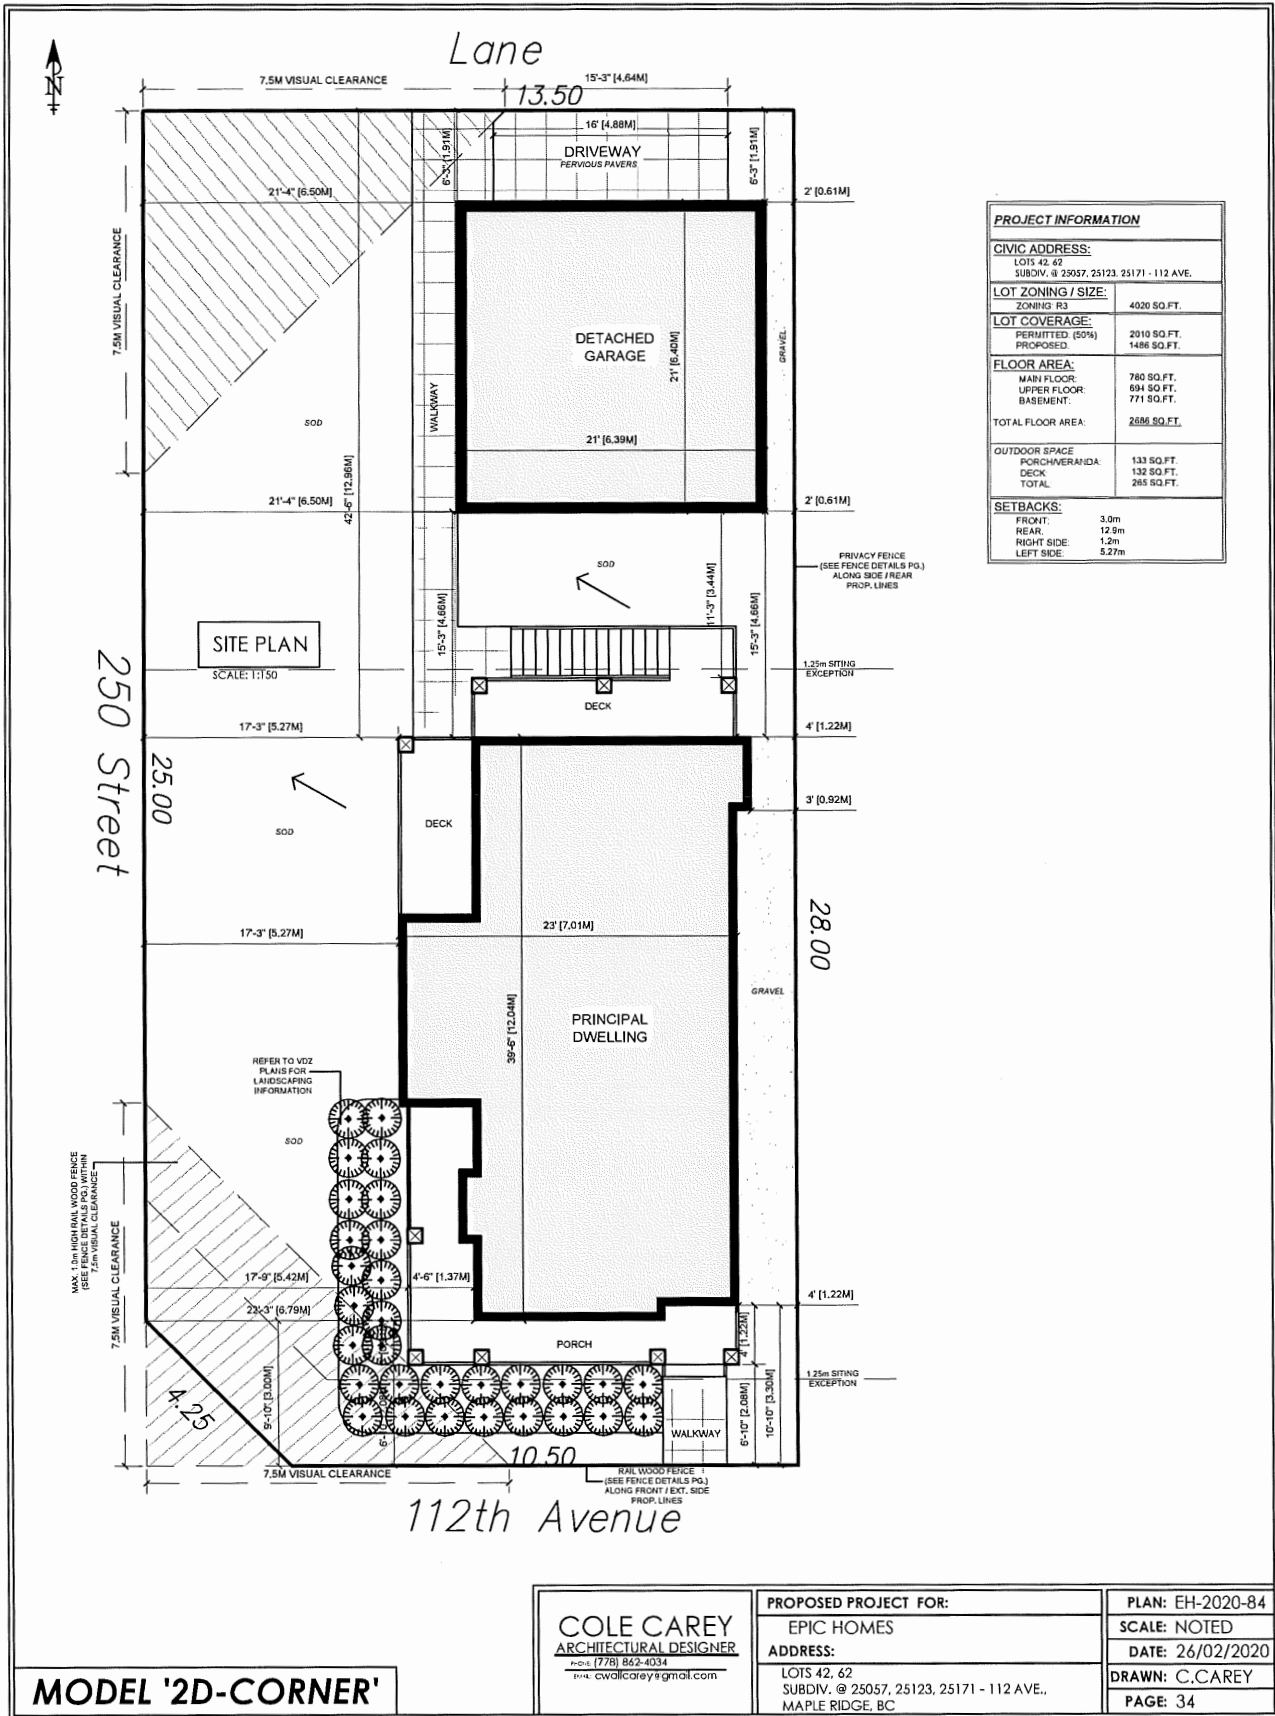 Lane
N
7.5M VISUAL CLEARANCE
15'-3" [4.64M]
13.50
16' [4.88M]
DRIVEWAY
PERVIOUS PAVERS
6'-3" [1.91M]
6'-3" [1.91M]
21'-4" [6.50M]
2' [0.61M]
7.5M VISUAL CLEARANCE
DETACHED
GARAGE
21' [6.40M]
GRAVEL
WALKWAY
SOD
21' [6.39M]
42'-6" [12.96M]
21'-4" [6.50M]
2' [0.61M]
PROJECT INFORMATION
CIVIC ADDRESS:
LOTS 42, 62
SUBDIV. @ 25057, 25123, 25171 - 112 AVE.
LOT ZONING / SIZE:
ZONING: R3 4020 SQ.FT.
LOT COVERAGE:
PERMITTED: (50%) 2010 SQ.FT.
PROPOSED: 1486 SQ.FT.
FLOOR AREA:
MAIN FLOOR: 760 SQ.FT.
UPPER FLOOR: 694 SQ.FT.
BASEMENT: 771 SQ.FT.
TOTAL FLOOR AREA: 2686 SQ.FT.
OUTDOOR SPACE
PORCH/VERANDA: 133 SQ.FT.
DECK: 132 SQ.FT.
TOTAL: 265 SQ.FT.
SETBACKS:
FRONT: 3.0m
REAR: 12.9m
RIGHT SIDE: 1.2m
LEFT SIDE: 5.27m
PRIVACY FENCE
(SEE FENCE DETAILS PG.)
ALONG SIDE / REAR
PROP. LINES
SOD
11'-3" [3.44M]
15'-3" [4.66M]
15'-3" [4.66M]
SITE PLAN
SCALE: 1:150
1.25m SITING
EXCEPTION
DECK
17'-3" [5.27M]
4' [1.22M]
250 Street
25.00
3' [0.92M]
SOD
DECK
23' [7.01M]
17'-3" [5.27M]
28.00
GRAVEL
39'-6" [12.04M]
PRINCIPAL
DWELLING
REFER TO VDZ
PLANS FOR
LANDSCAPING
INFORMATION
SOD
MAX. 1.0m HIGH RAIL WOOD FENCE
(SEE FENCE DETAILS PG.) WITHIN
7.5m VISUAL CLEARANCE
7.5M VISUAL CLEARANCE
17'-9" [5.42M]
4'-6" [1.37M]
22'-3" [6.79M]
4' [1.22M]
4' [1.22M]
PORCH
1.25m SITING
EXCEPTION
4.25
9'-10" [3.00M]
6'-10" [2.08M]
10'-10" [3.30M]
WALKWAY
10.50
7.5M VISUAL CLEARANCE
RAIL WOOD FENCE
(SEE FENCE DETAILS PG.)
ALONG FRONT / EXT. SIDE
PROP. LINES
112th Avenue
MODEL '2D-CORNER'
COLE CAREY
ARCHITECTURAL DESIGNER
PHONE: (778) 862-4034
EMAIL: cwallcarey@gmail.com
PROPOSED PROJECT FOR:
EPIC HOMES
ADDRESS:
LOTS 42, 62
SUBDIV. @ 25057, 25123, 25171 - 112 AVE.,
MAPLE RIDGE, BC
PLAN: EH-2020-84
SCALE: NOTED
DATE: 26/02/2020
DRAWN: C.CAREY
PAGE: 34